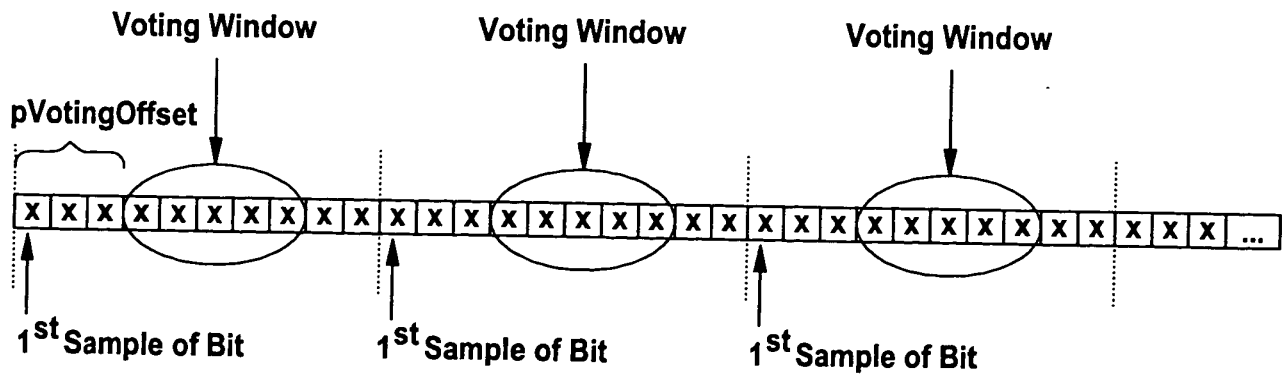 Voting Window Voting Window Voting Window
pVotingOffset
X X X X X X X X X X X X X X X X X X X X X X X X X X X X X X X X X ...
1st Sample of Bit 1st Sample of Bit 1st Sample of Bit